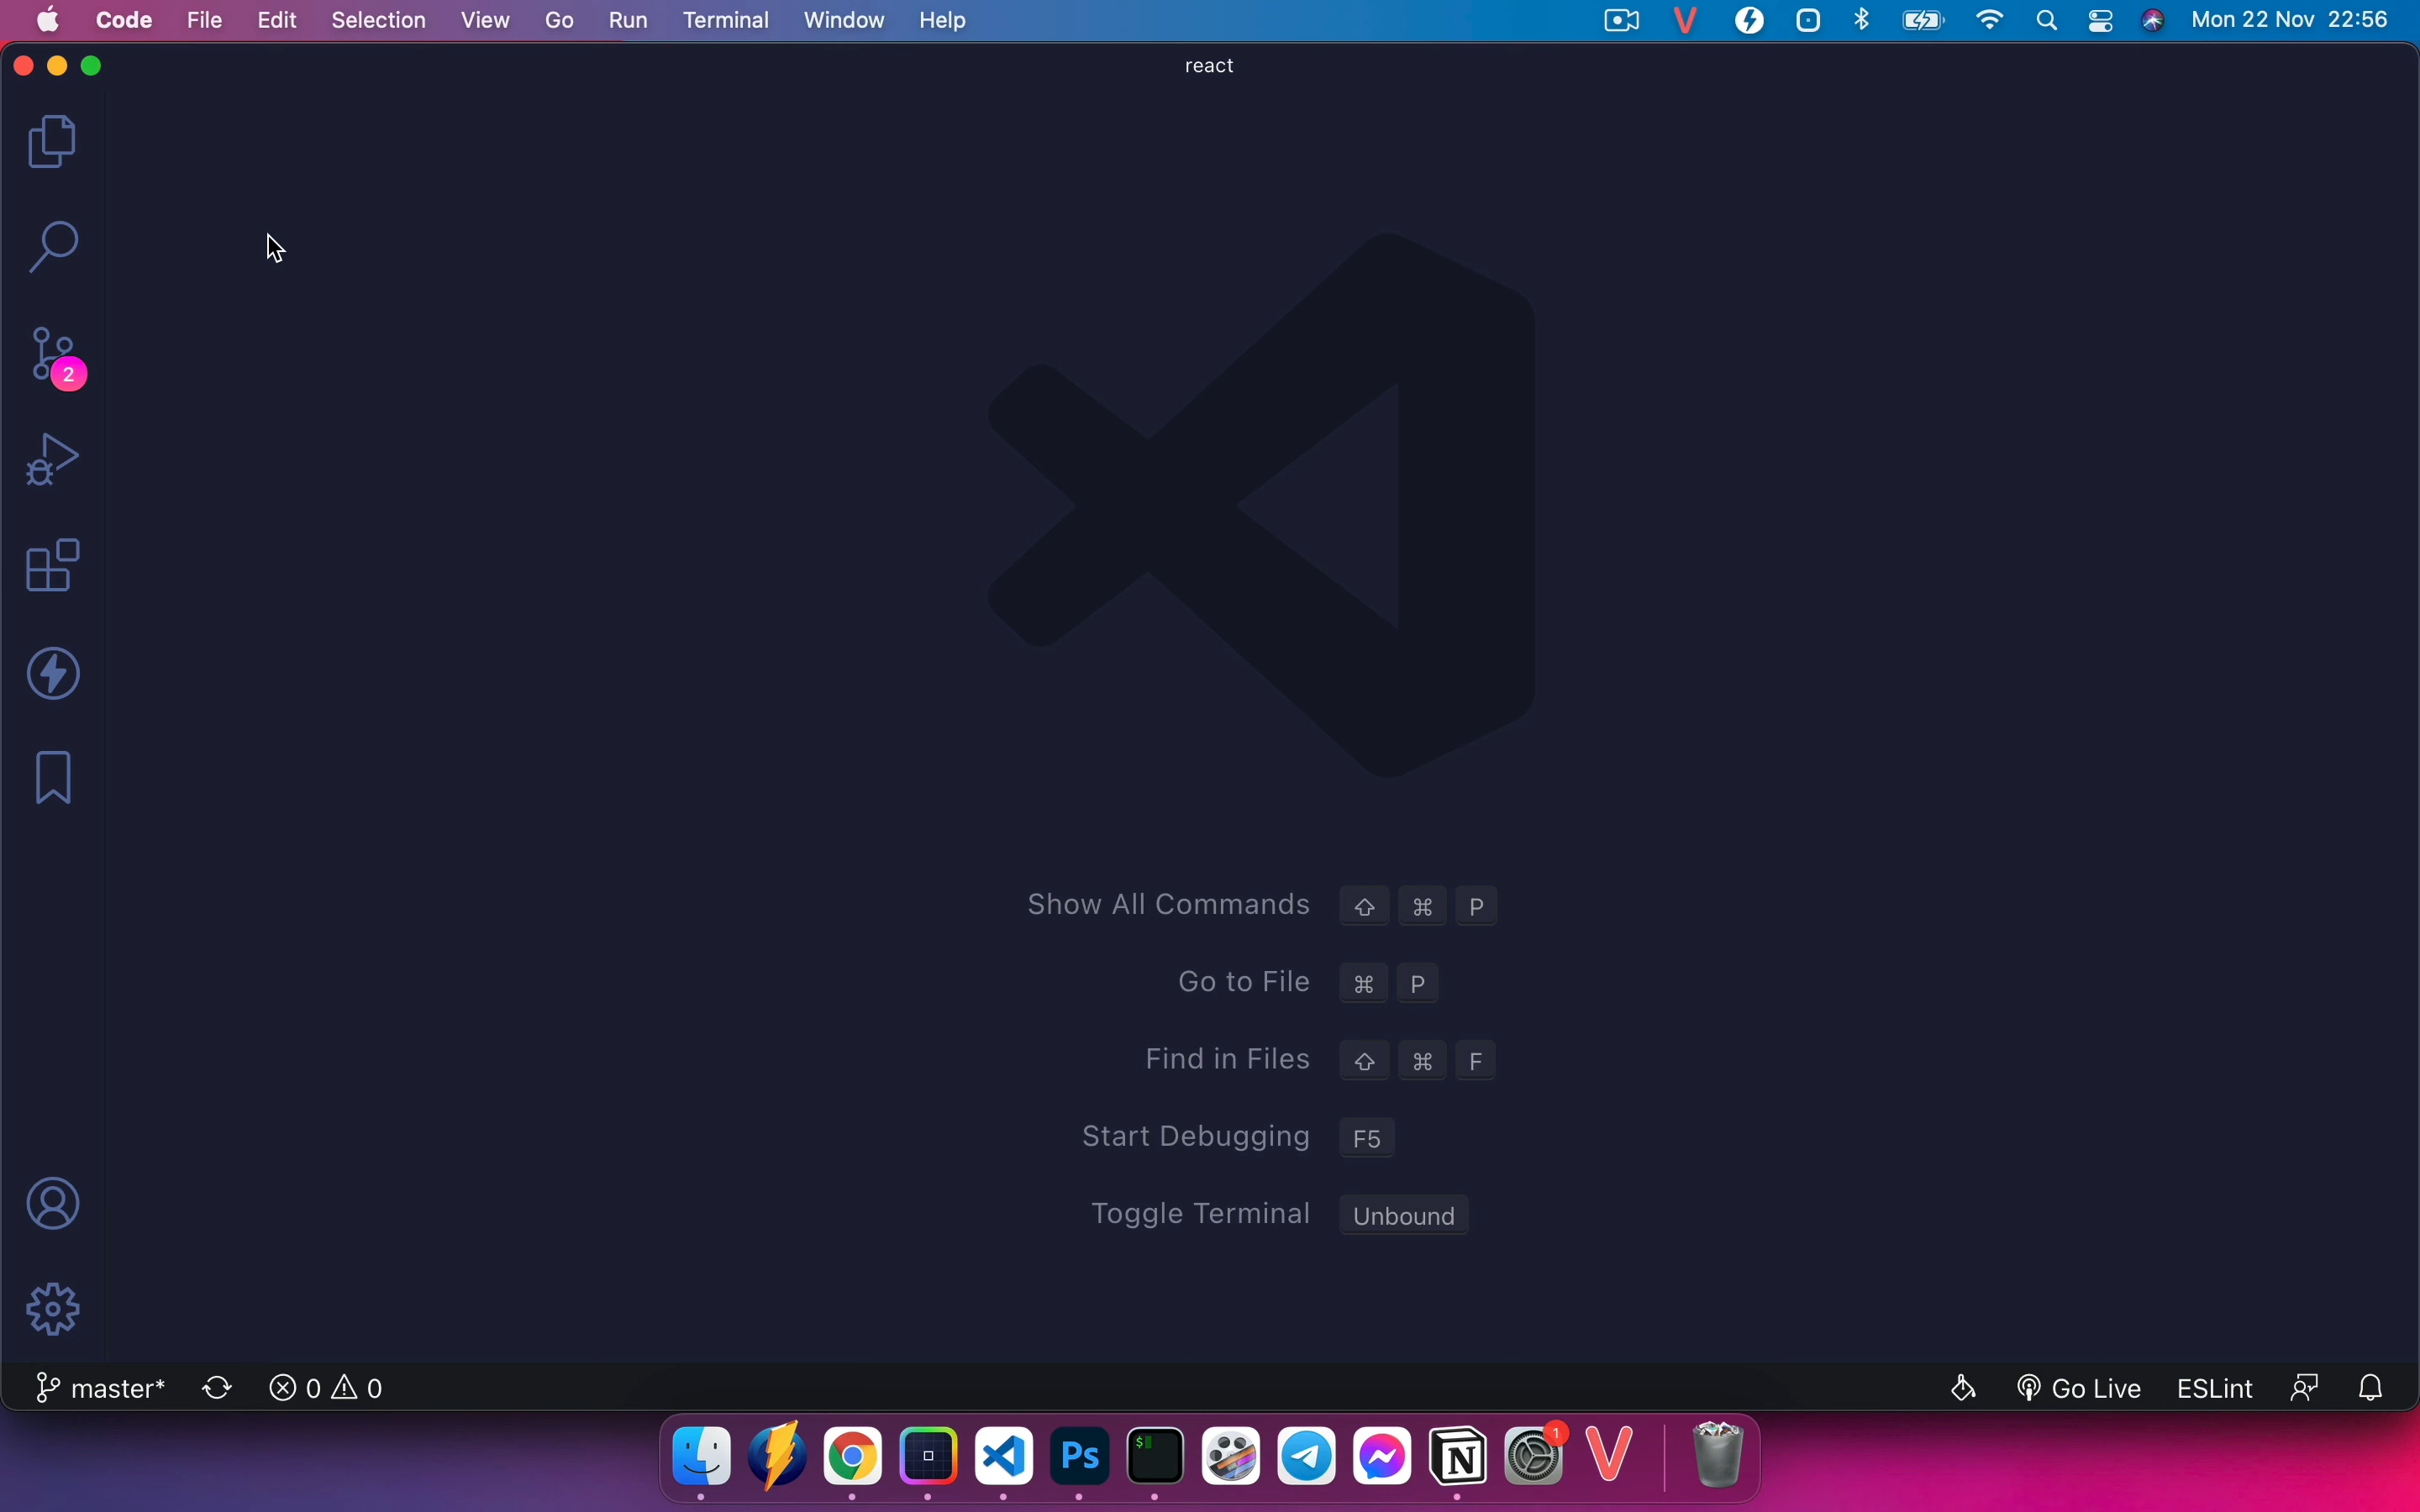 Code File Edit Selection View Go Run Terminal Window Help Mon 22 Nov 22:56
react
2
Show All Commands ⇧ ⌘ P
Go to File ⌘ P
Find in Files ⇧ ⌘ F
Start Debugging F5
Toggle Terminal Unbound
master* 0 0 Go Live ESLint
Ps $ N 1